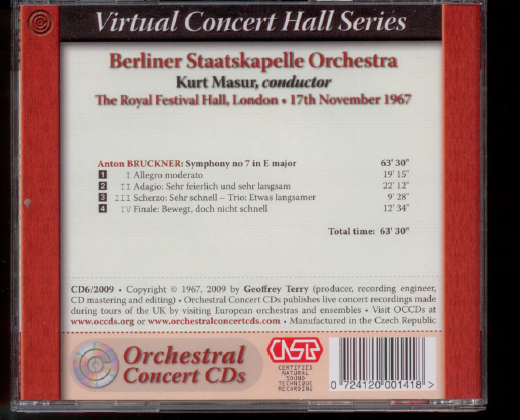 Virtual Concert Hall Series
Berliner Staatskapelle Orchestra
Kurt Masur, conductor
The Royal Festival Hall, London • 17th November 1967
Anton BRUCKNER: Symphony no 7 in E major 63' 30"
1 I Allegro moderato 19' 15"
2 II Adagio: Sehr feierlich und sehr langsam 22' 12"
3 III Scherzo: Sehr schnell – Trio: Etwas langsamer 9' 28"
4 IV Finale: Bewegt, doch nicht schnell 12' 34"
Total time: 63' 30"
CD6/2009 • Copyright © 1967, 2009 by Geoffrey Terry (producer, recording engineer,
CD mastering and editing) • Orchestral Concert CDs publishes live concert recordings made
during tours of the UK by visiting European orchestras and ensembles • Visit OCCDs at
www.occds.org or www.orchestralconcertcds.com • Manufactured in the Czech Republic
Orchestral
Concert CDs
CNSTR
CERTIFIED
NATURAL
SOUND
TECHNIQUE
RECORDING
0 724120 001418 >